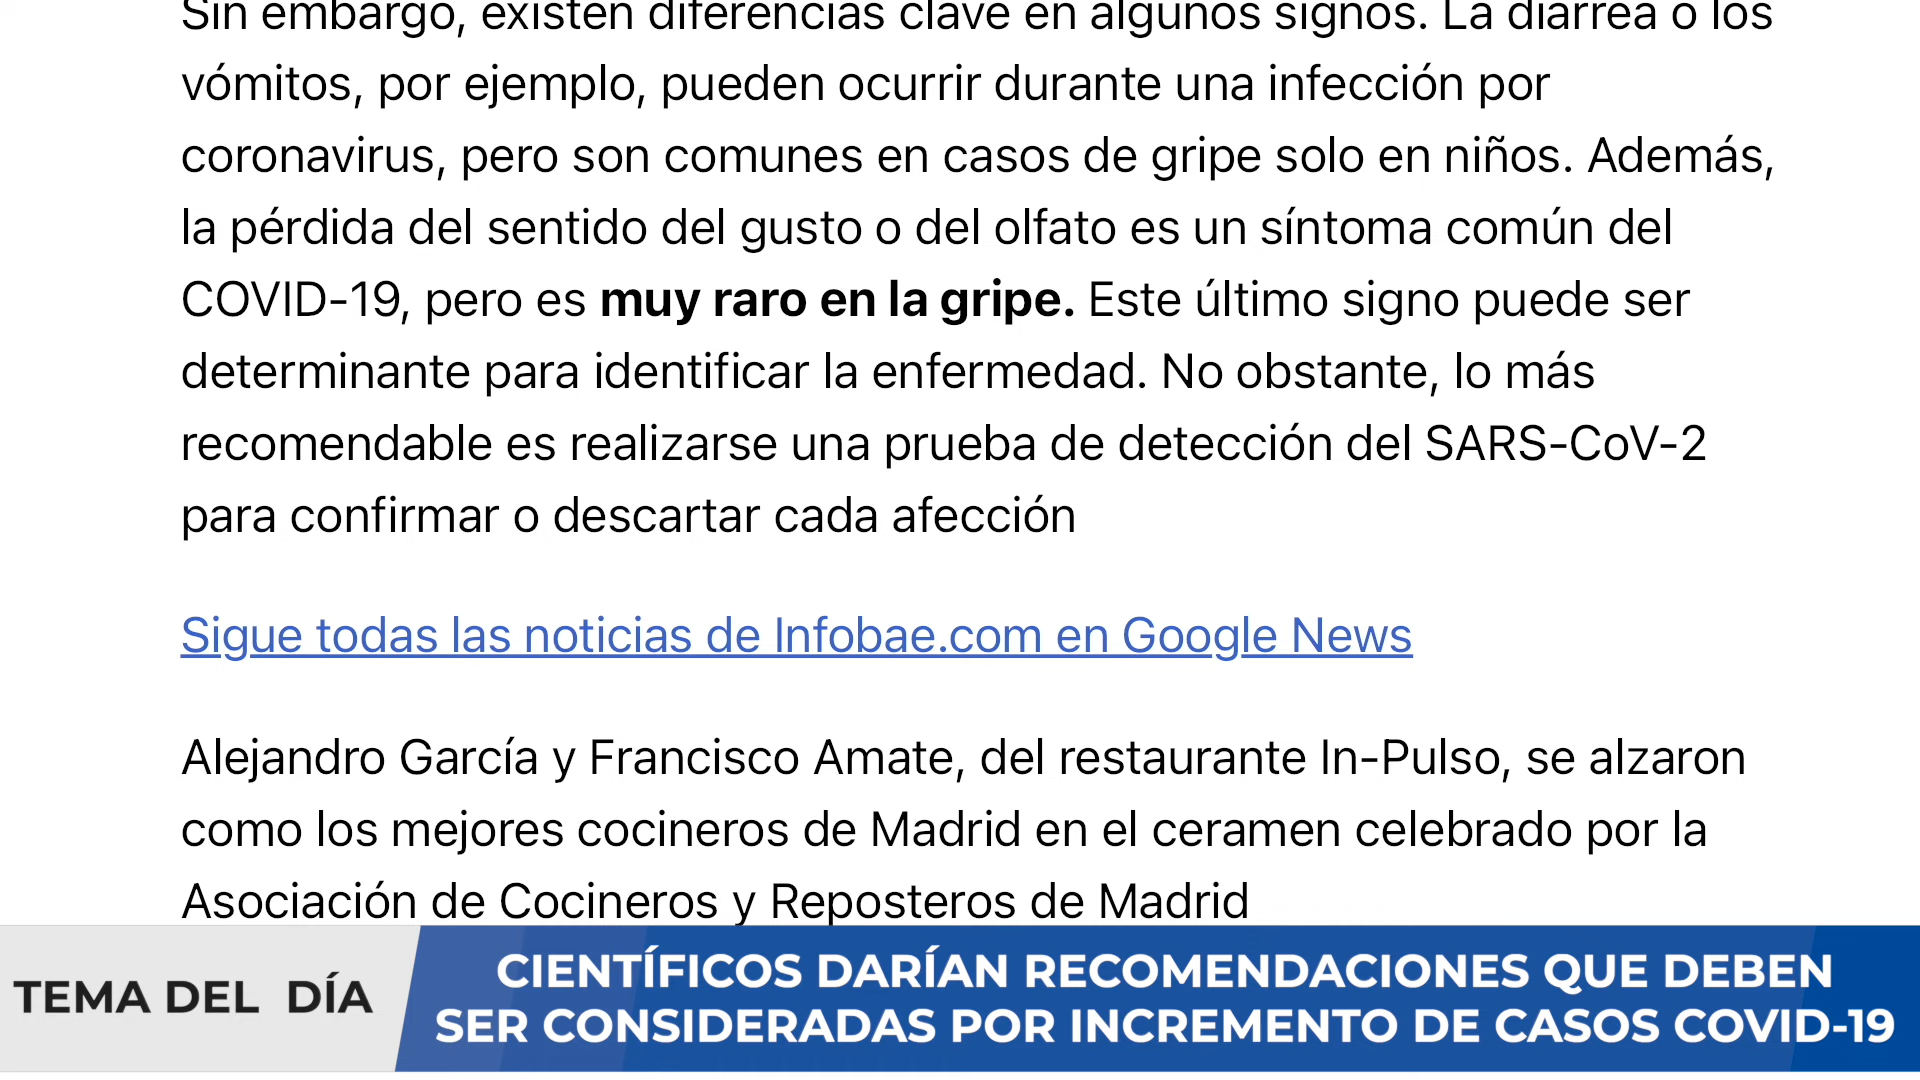 Sin embargo, existen diferencias clave en algunos signos. La diarrea o los
vómitos, por ejemplo, pueden ocurrir durante una infección por
coronavirus, pero son comunes en casos de gripe solo en niños. Además,
la pérdida del sentido del gusto o del olfato es un síntoma común del
COVID-19, pero es muy raro en la gripe. Este último signo puede ser
determinante para identificar la enfermedad. No obstante, lo más
recomendable es realizarse una prueba de detección del SARS-CoV-2
para confirmar o descartar cada afección
Sigue todas las noticias de Infobae.com en Google News
Alejandro García y Francisco Amate, del restaurante In-Pulso, se alzaron
como los mejores cocineros de Madrid en el ceramen celebrado por la
Asociación de Cocineros y Reposteros de Madrid
TEMA DEL DÍA
CIENTÍFICOS DARÍAN RECOMENDACIONES QUE DEBEN
SER CONSIDERADAS POR INCREMENTO DE CASOS COVID-19